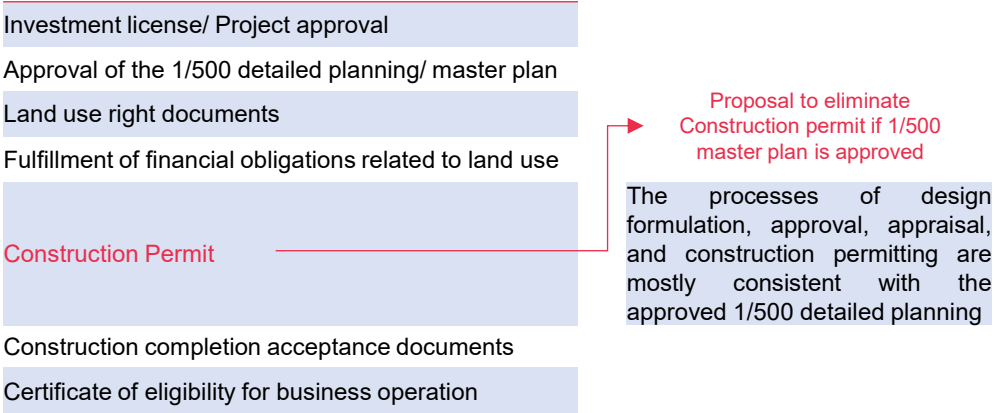 Investment license/ Project approval
Approval of the 1/500 detailed planning/ master plan
Land use right documents
Fulfillment of financial obligations related to land use
Construction Permit
Construction completion acceptance documents
Certificate of eligibility for business operation
Proposal to eliminate
Construction permit if 1/500
master plan is approved
The processes of design
formulation, approval, appraisal,
and construction permitting are
mostly consistent with the
approved 1/500 detailed planning